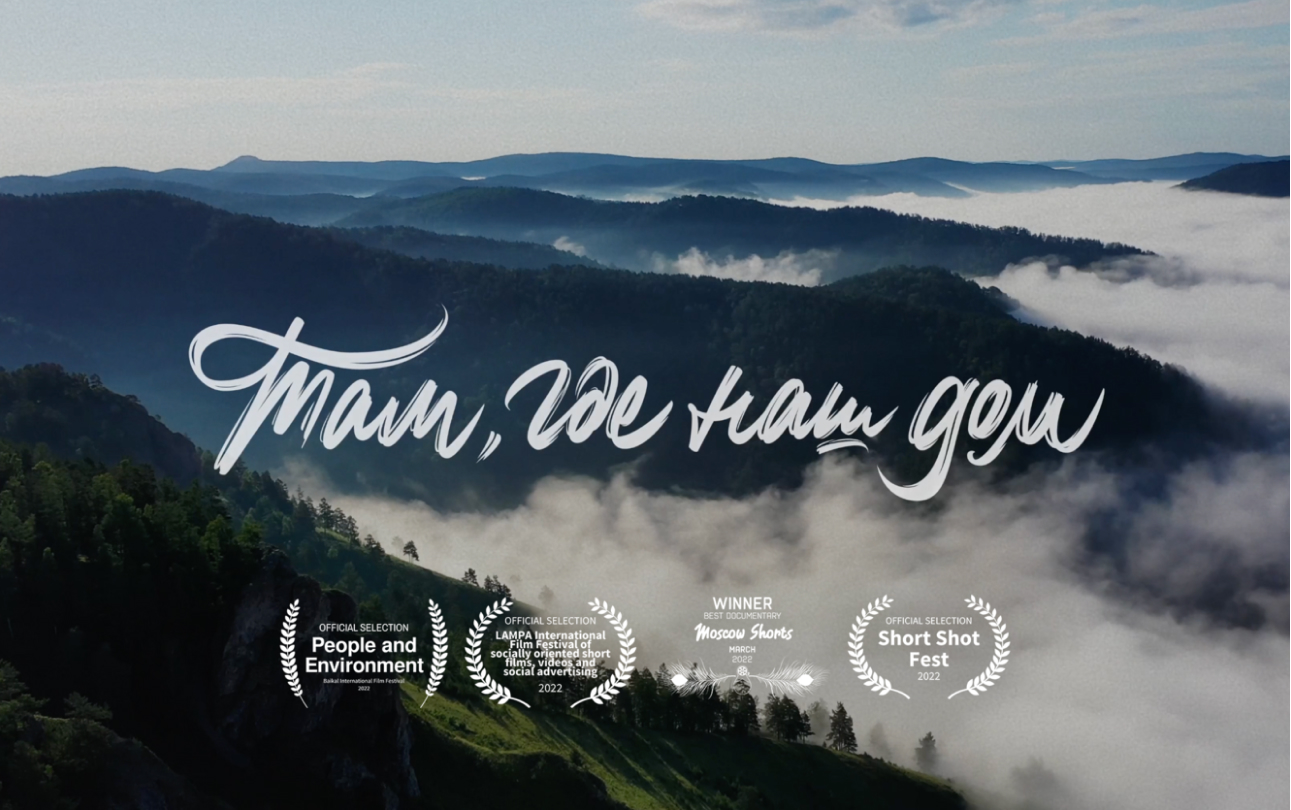 Там, где наш дом
OFFICIAL SELECTION
People and
Environment
Baikal International Film Festival
2022
OFFICIAL SELECTION
LAMPA International
Film Festival of
socially oriented short
films, videos and
social advertising
2022
WINNER
BEST DOCUMENTARY
Moscow Shorts
MARCH
2022
OFFICIAL SELECTION
Short Shot
Fest
2022